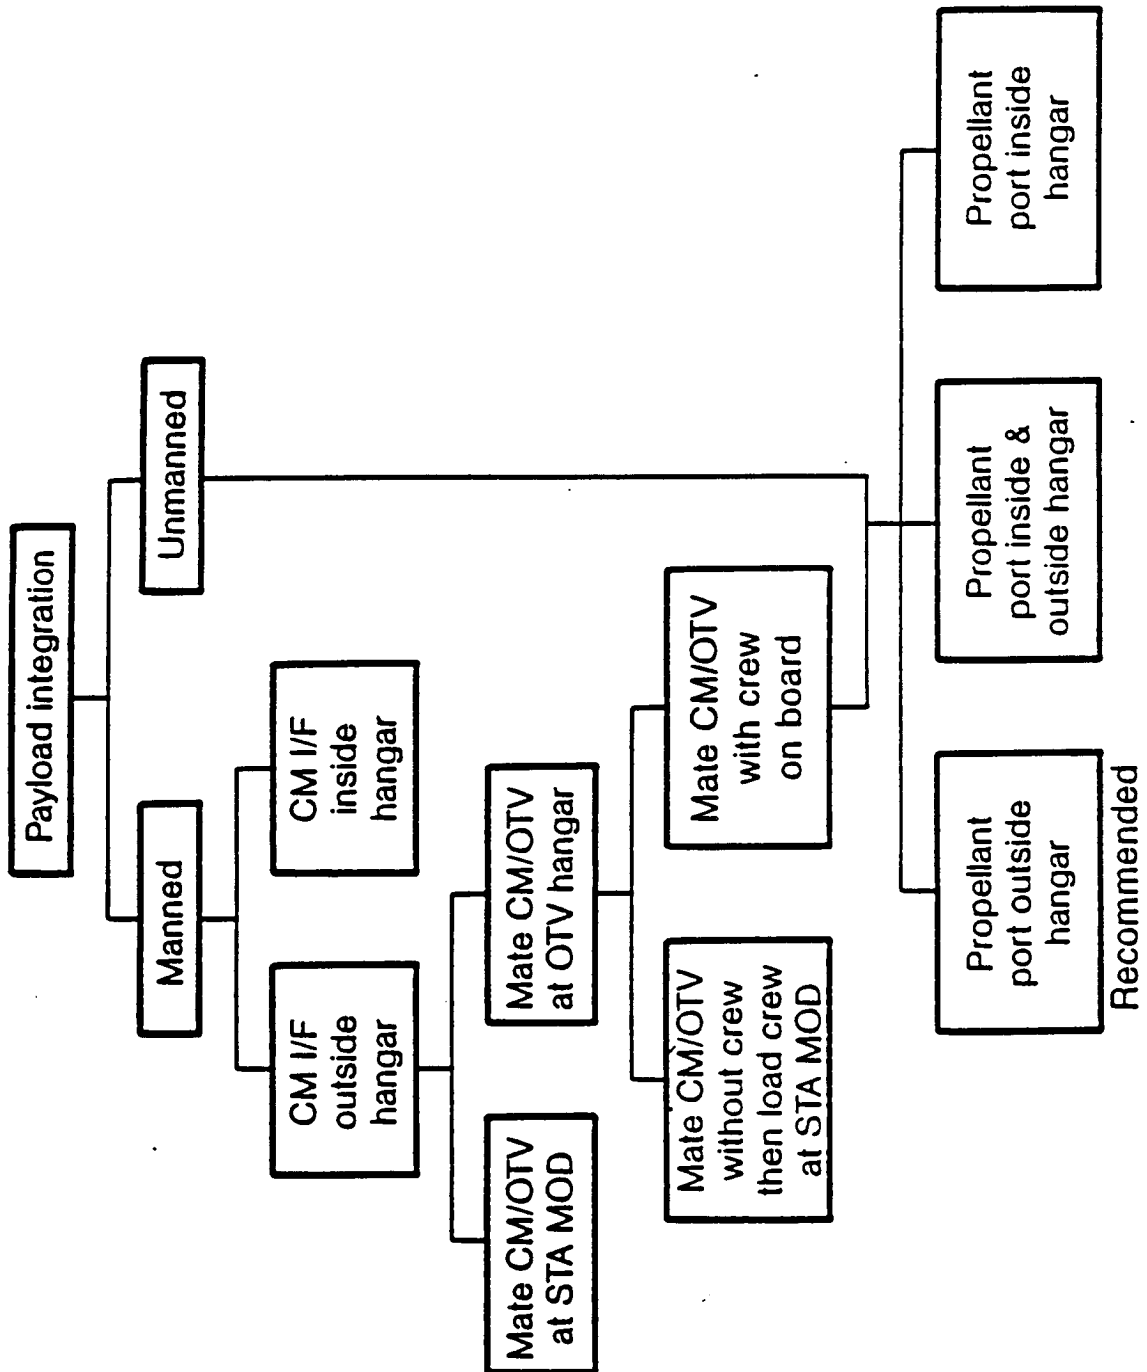 Payload integration
Manned
Unmanned
CM I/F
outside
hangar
CM I/F
inside
hangar
Mate CM/OTV
at STA MOD
Mate CM/OTV
at OTV hangar
Mate CM/OTV
without crew
then load crew
at STA MOD
Mate CM/OTV
with crew
on board
Propellant
port outside
hangar
Propellant
port inside &
outside hangar
Propellant
port inside
hangar
Recommended